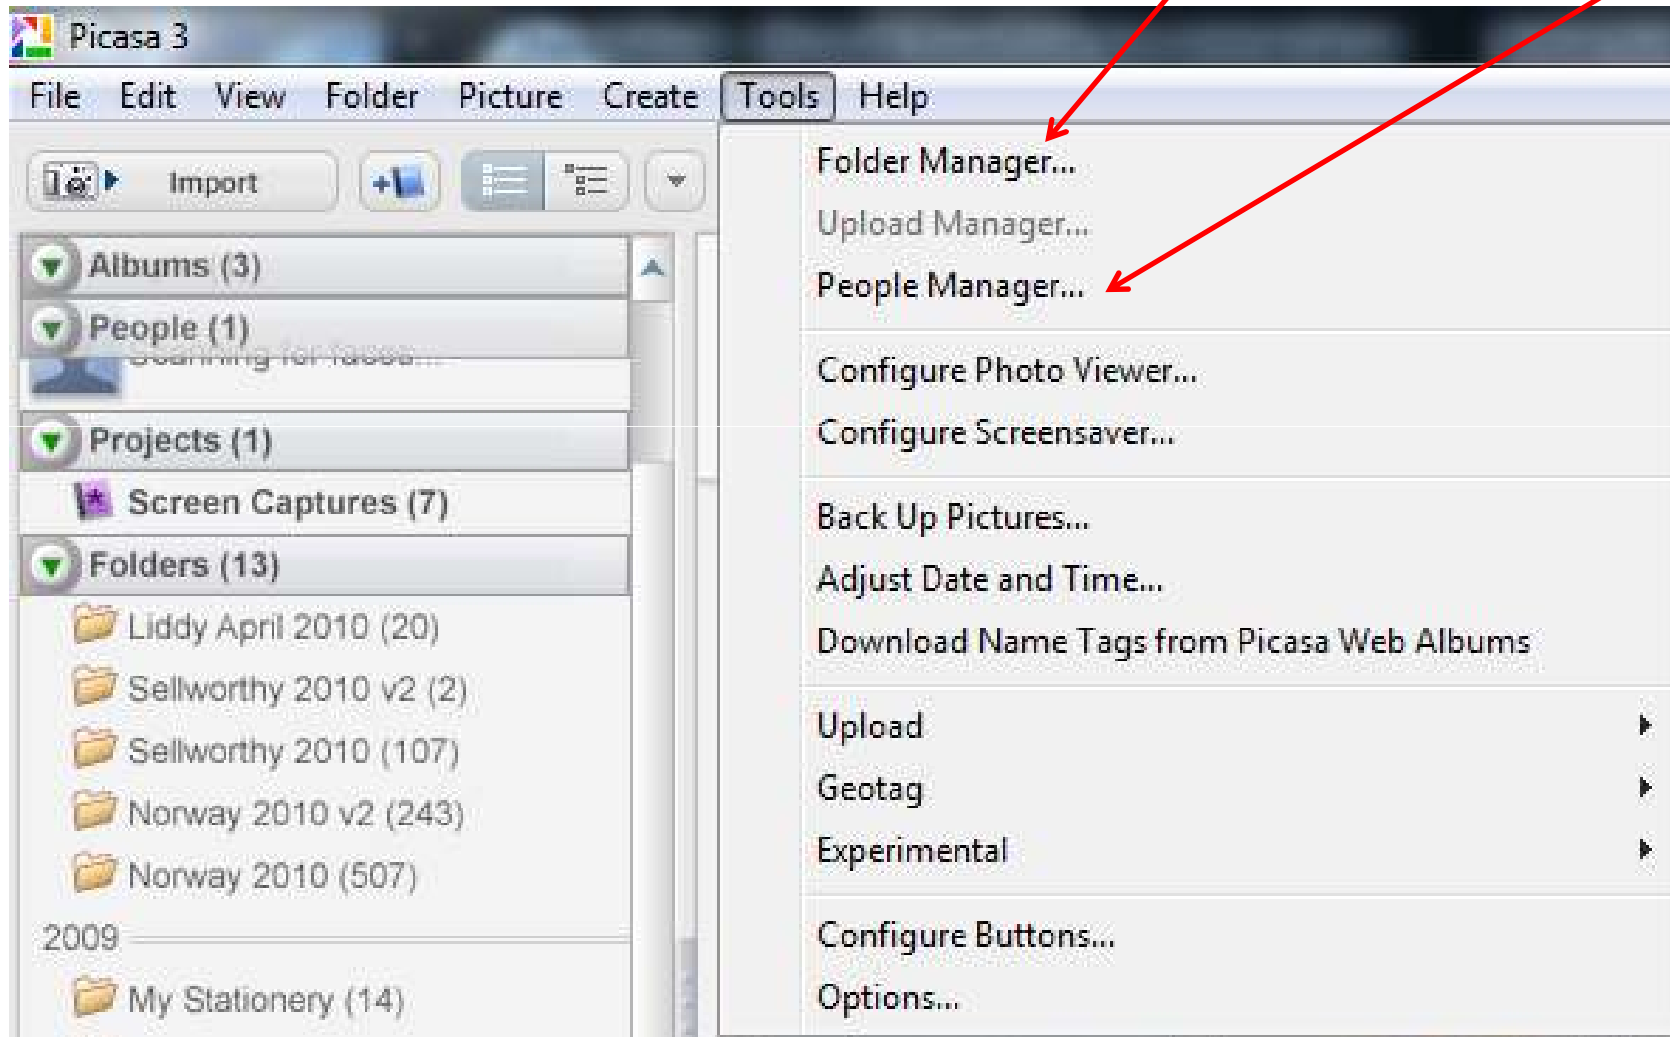 Picasa 3
File Edit View Folder Picture Create Tools Help
Import
Albums (3)
People (1)
Scanning for faces...
Projects (1)
Screen Captures (7)
Folders (13)
Liddy April 2010 (20)
Sellworthy 2010 v2 (2)
Sellworthy 2010 (107)
Norway 2010 v2 (243)
Norway 2010 (507)
2009
My Stationery (14)
Folder Manager...
Upload Manager...
People Manager...
Configure Photo Viewer...
Configure Screensaver...
Back Up Pictures...
Adjust Date and Time...
Download Name Tags from Picasa Web Albums
Upload
Geotag
Experimental
Configure Buttons...
Options...